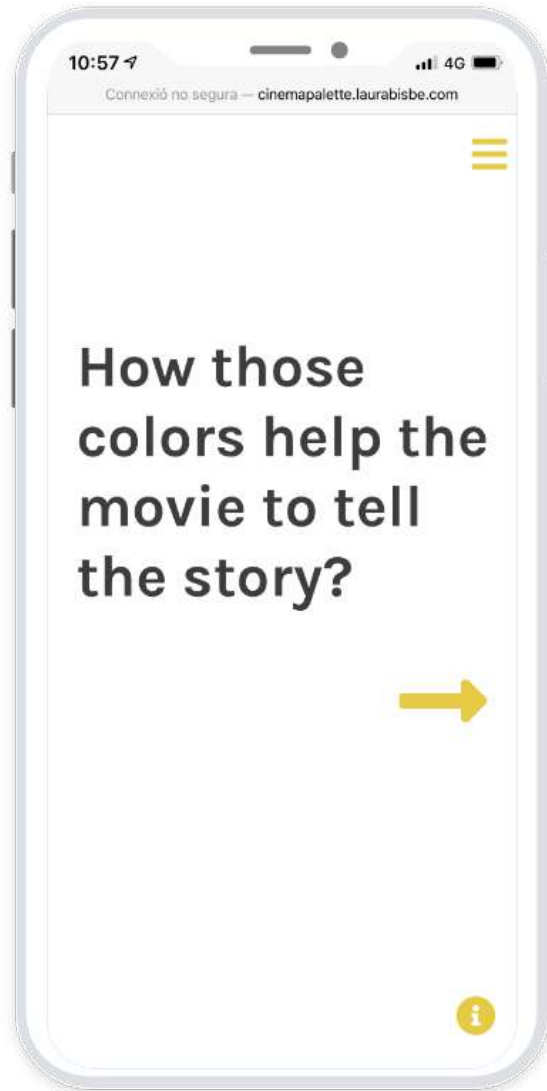 10:57
4G
Connexió no segura — cinemapalette.laurabisbe.com
How those
colors help the
movie to tell
the story?